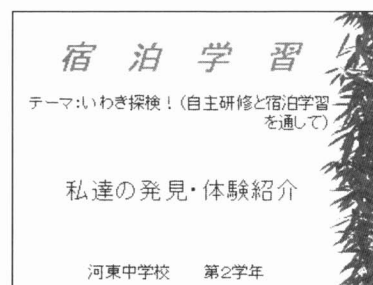 宿泊学習
テーマ:いわき探検!(自主研修と宿泊学習
を通して)
私達の発見・体験紹介
河東中学校 第2学年